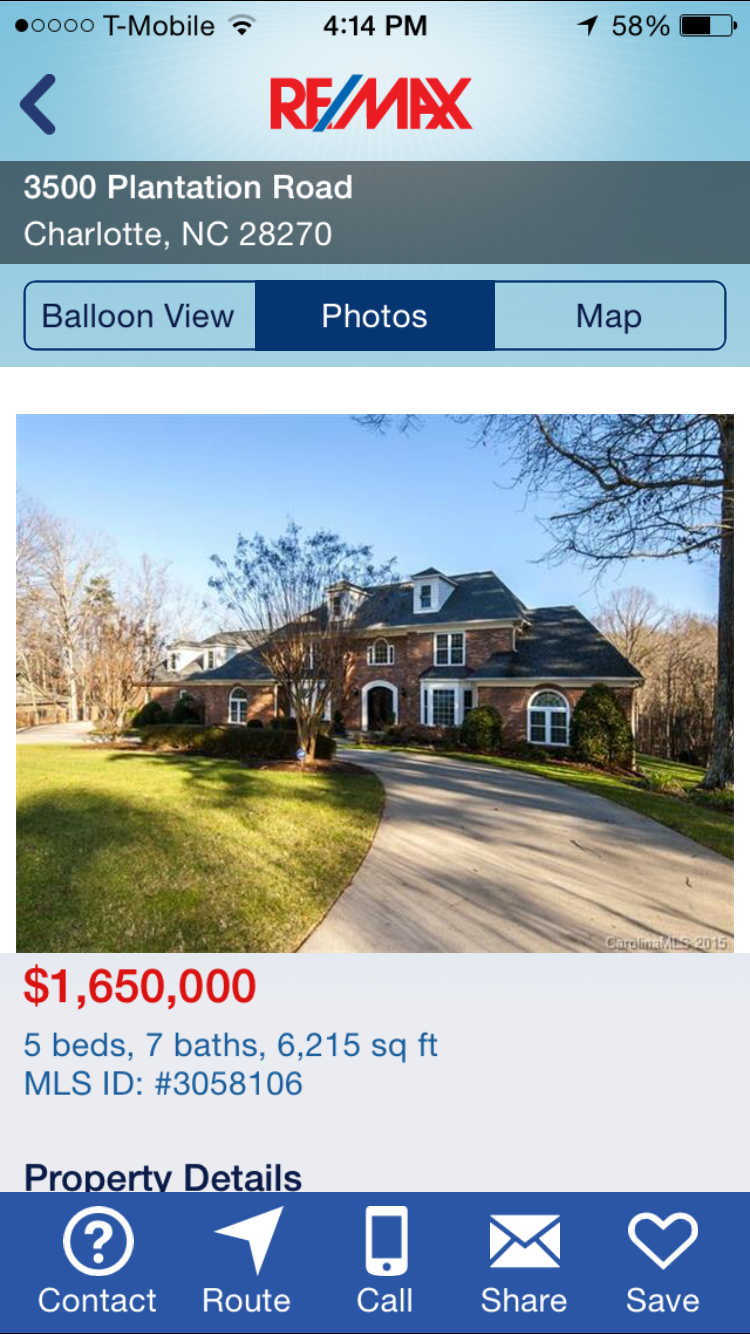 T-Mobile 4:14 PM 58%
RE/MAX
3500 Plantation Road
Charlotte, NC 28270
Balloon View Photos Map
CarolinaMLS 2015
$1,650,000
5 beds, 7 baths, 6,215 sq ft
MLS ID: #3058106
Property Details
Contact Route Call Share Save